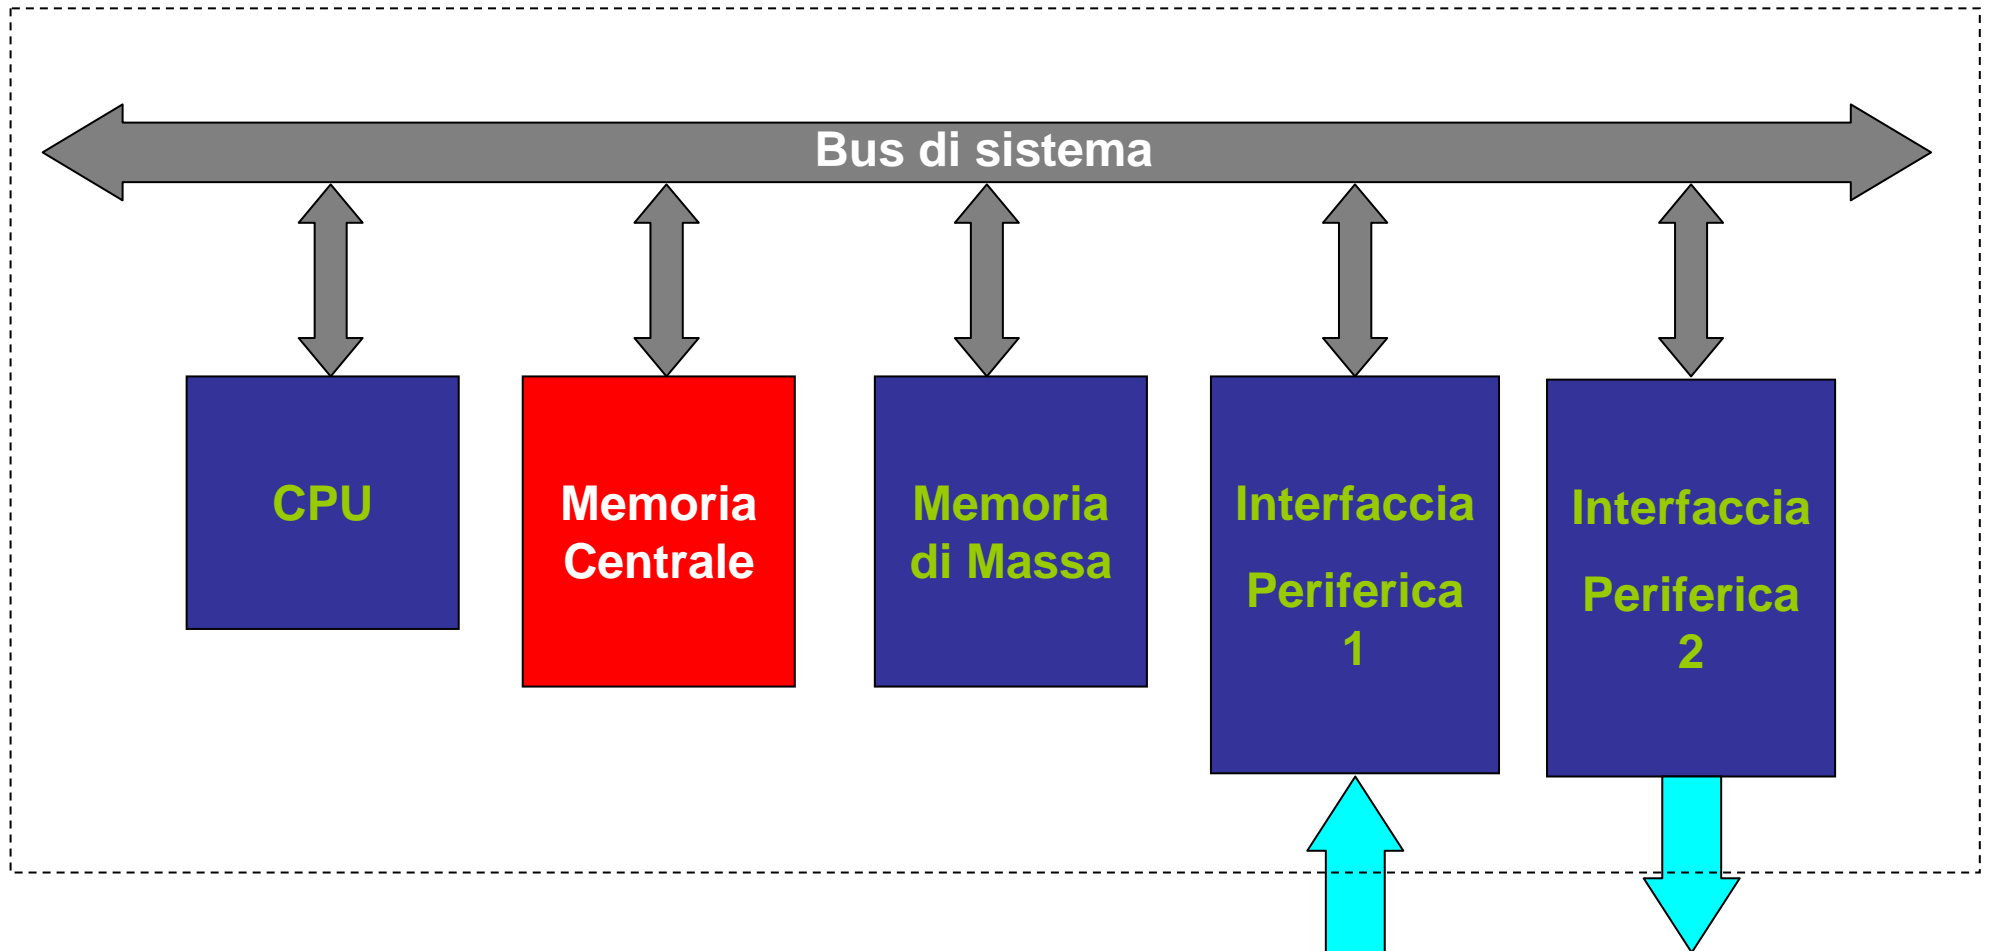 Bus di sistema
CPU
Memoria
Centrale
Memoria
di Massa
Interfaccia
Periferica
1
Interfaccia
Periferica
2